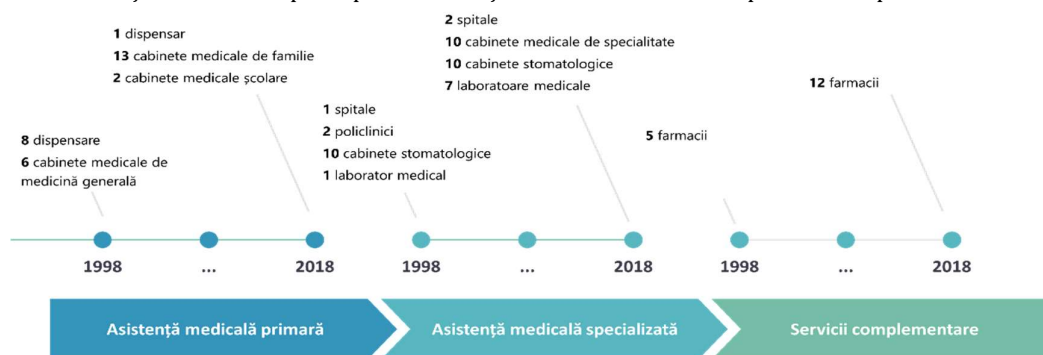 1 dispensar
13 cabinete medicale de familie
2 cabinete medicale școlare
8 dispensare
6 cabinete medicale de
medicină generală
2 spitale
10 cabinete medicale de specialitate
10 cabinete stomatologice
7 laboratoare medicale
1 spitale
2 policlinici
10 cabinete stomatologice
1 laborator medical
12 farmacii
5 farmacii
1998 ... 2018 1998 ... 2018 1998 ... 2018
Asistență medicală primară
Asistență medicală specializată
Servicii complementare